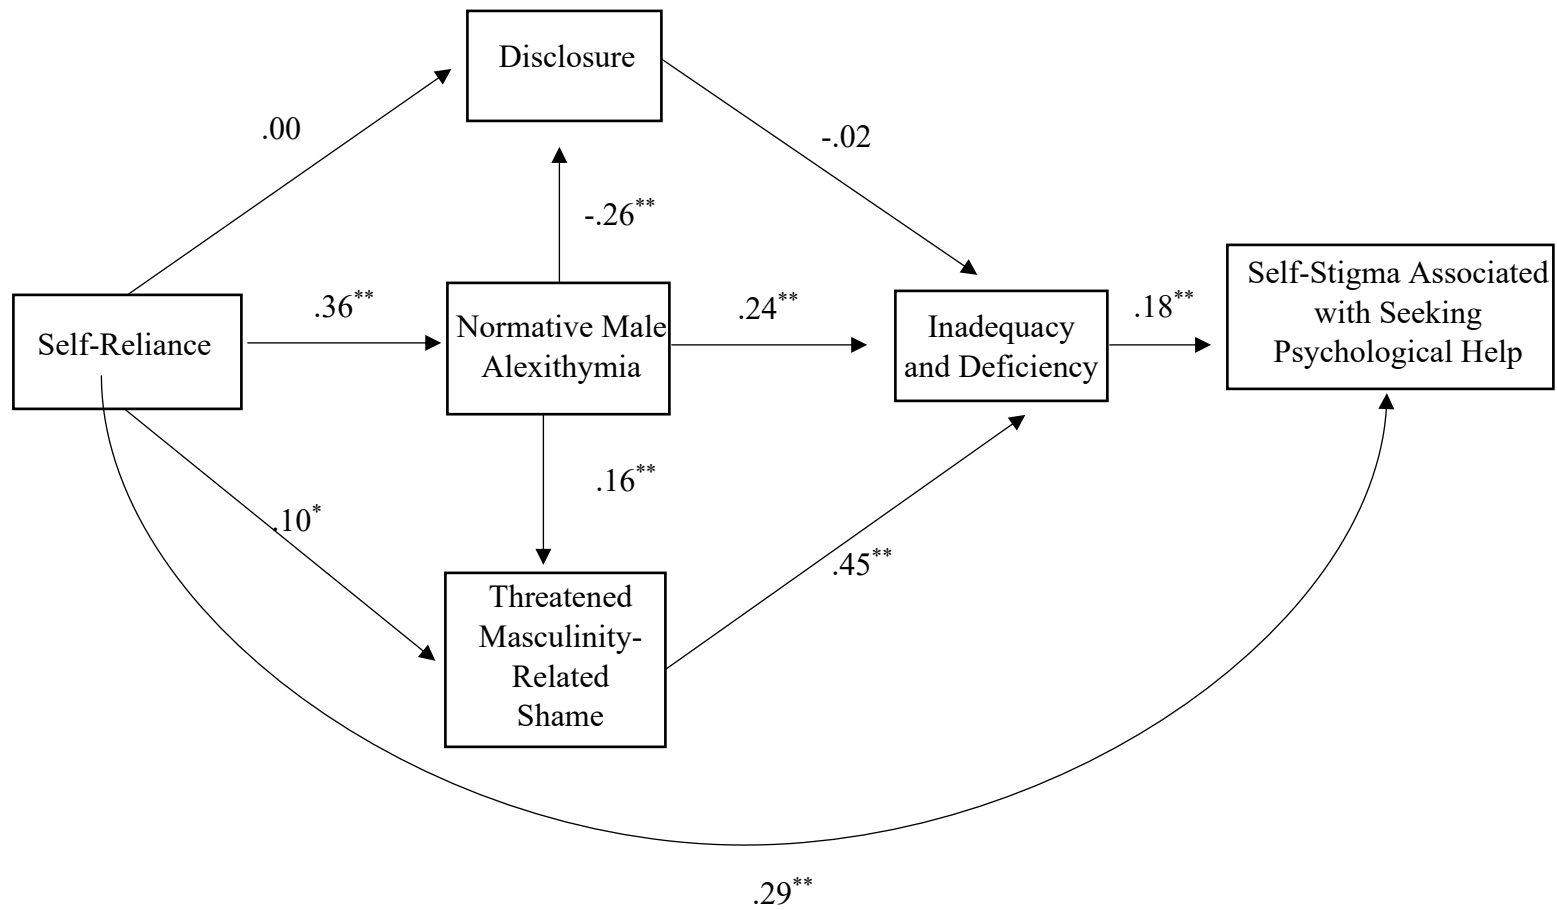 Disclosure
.00
-.02
-.26**
Self-Reliance
.36**
Normative Male
Alexithymia
.24**
Inadequacy
and Deficiency
.18**
Self-Stigma Associated
with Seeking
Psychological Help
.10*
.16**
.45**
Threatened
Masculinity-
Related
Shame
.29**